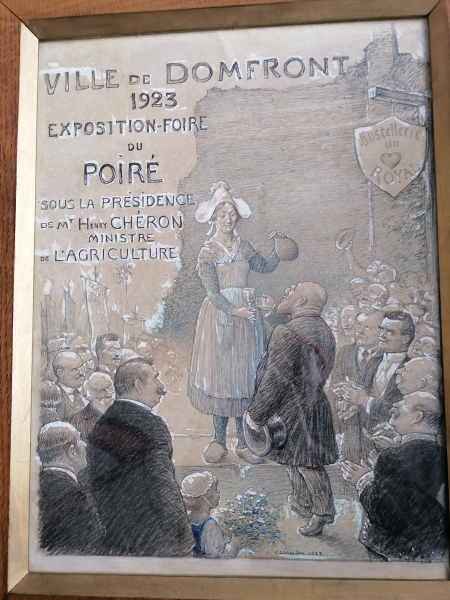 VILLE DE DOMFRONT
1923
EXPOSITION-FOIRE
DU
POIRÉ
SOUS LA PRÉSIDENCE
DE Mr HENRY CHÉRON
MINISTRE
DE L'AGRICULTURE
Hostellerie
du
ROYAL
1923